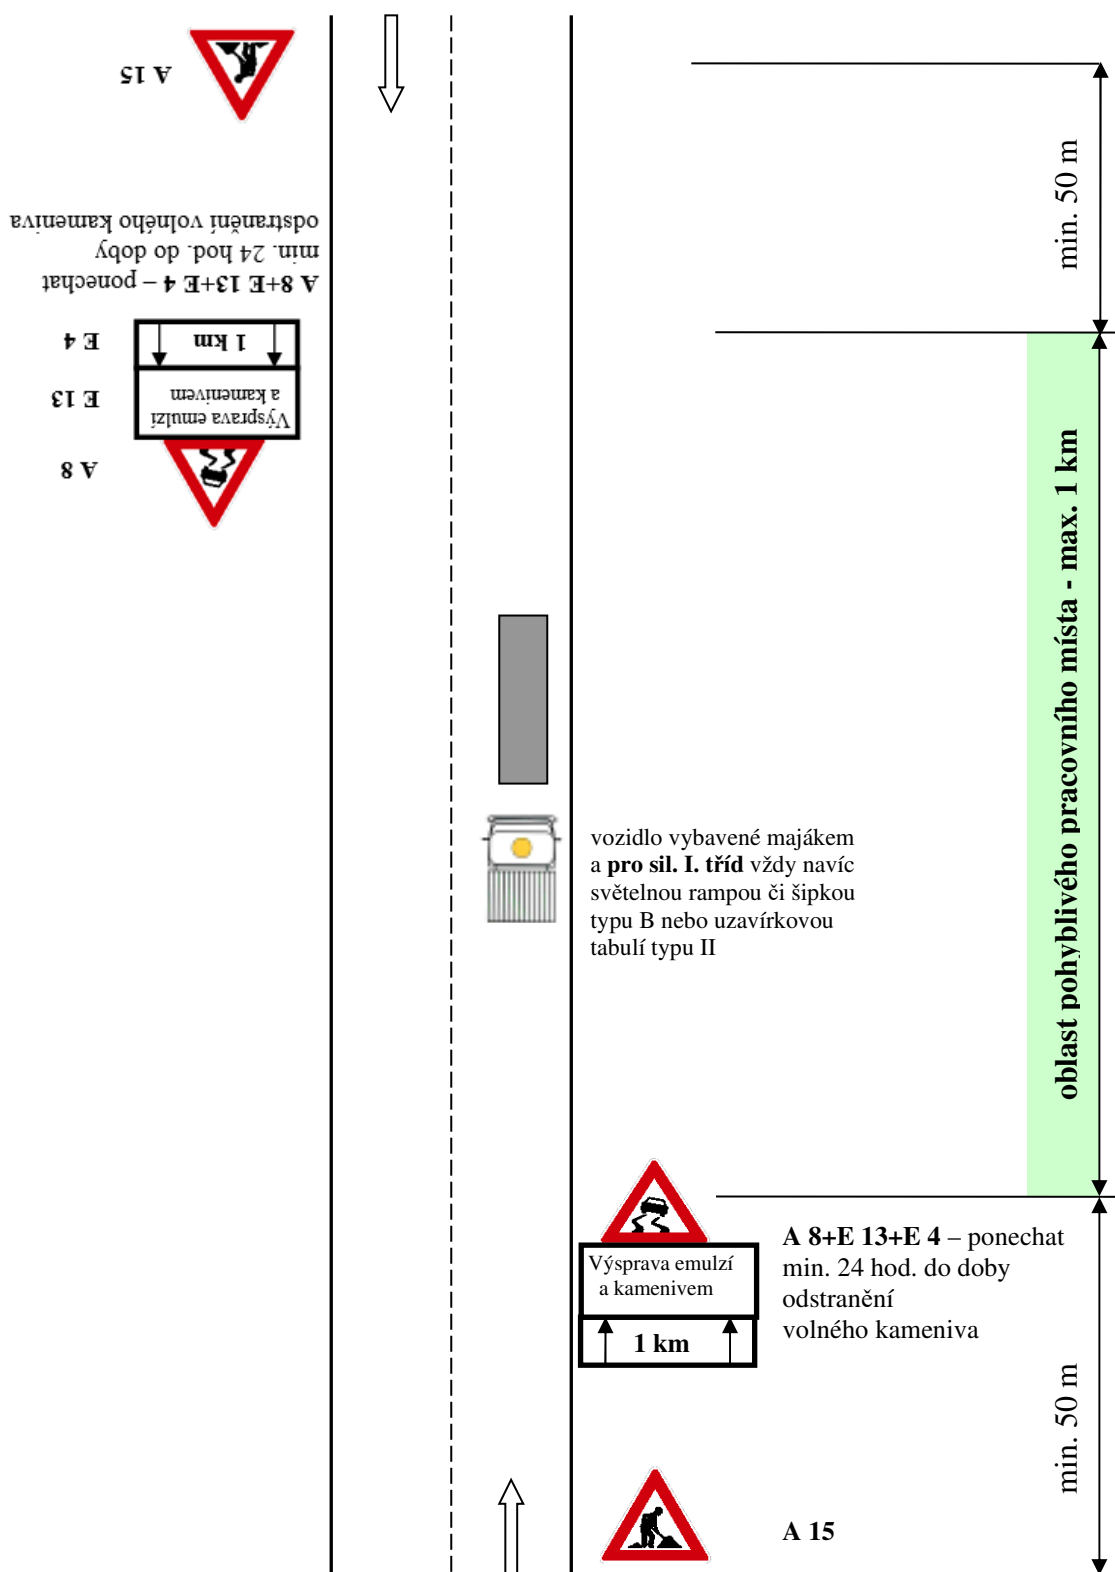 A 15
min. 50 m
A 8+E 13+E 4 – ponechat
min. 24 hod. do doby
odstranění volného kameniva
E 4
1 km
E 13
Výsprava emulzí
a kamenivem
A 8
oblast pohyblivého pracovního místa - max. 1 km
vozidlo vybavené majákem
a pro sil. I. tříd vždy navíc
světelnou rampou či šipkou
typu B nebo uzavírkovou
tabulí typu II
Výsprava emulzí
a kamenivem
1 km
A 8+E 13+E 4 – ponechat
min. 24 hod. do doby
odstranění
volného kameniva
min. 50 m
A 15